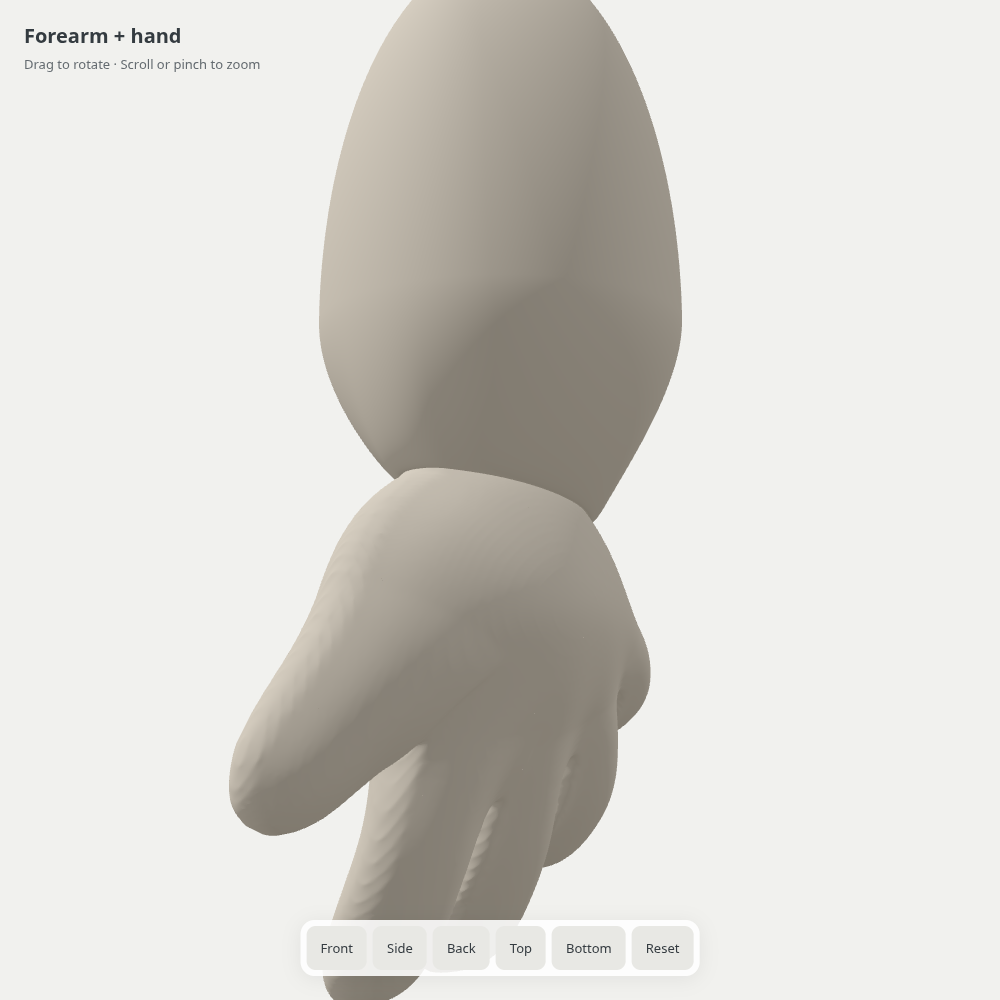 Forearm + hand
Drag to rotate · Scroll or pinch to zoom
Front Side Back Top Bottom Reset